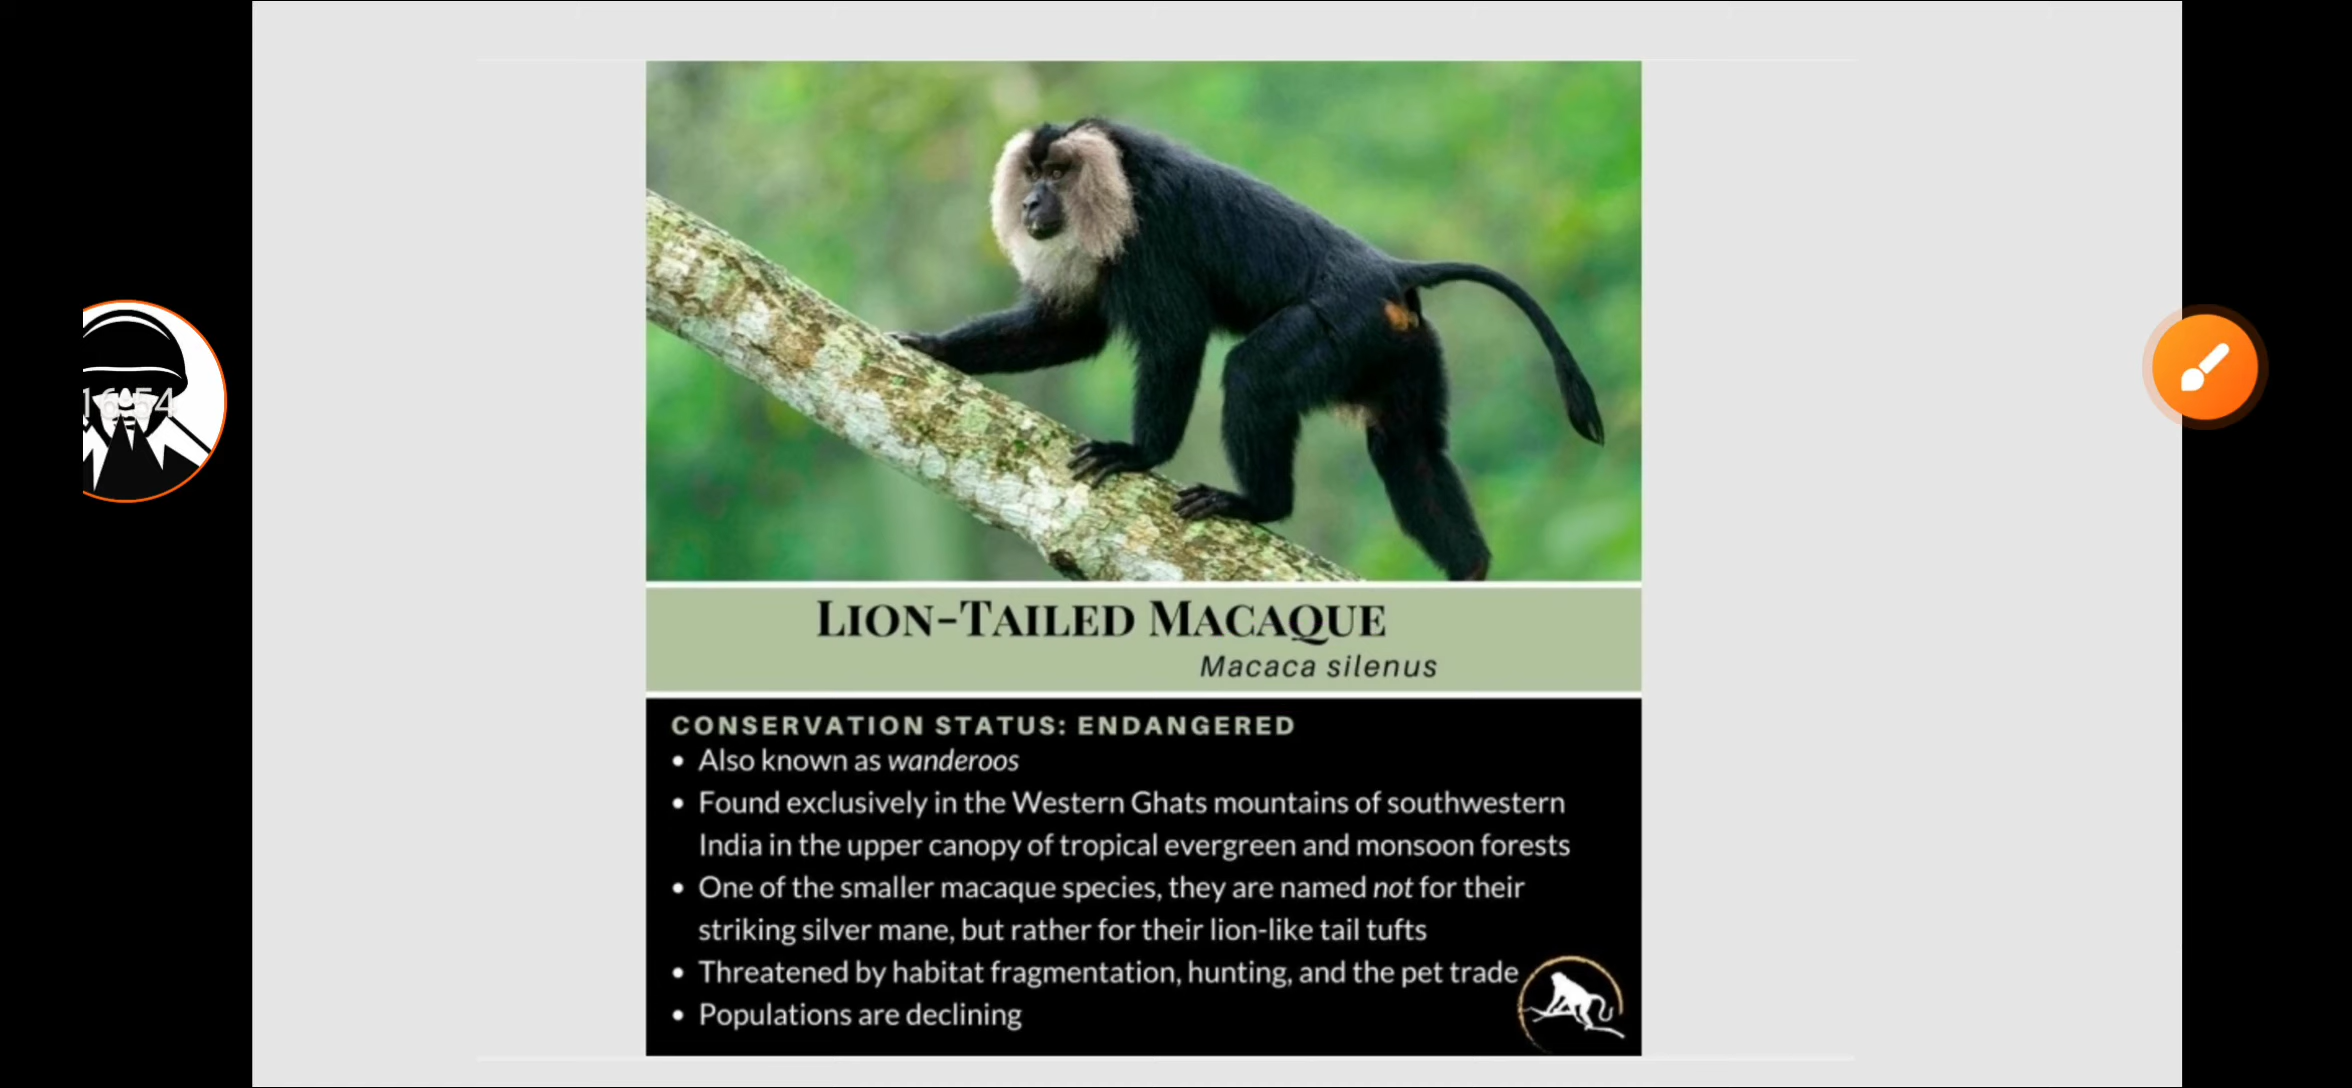 LION-TAILED MACAQUE
Macaca silenus
CONSERVATION STATUS: ENDANGERED
• Also known as wanderoos
• Found exclusively in the Western Ghats mountains of southwestern
India in the upper canopy of tropical evergreen and monsoon forests
• One of the smaller macaque species, they are named not for their
striking silver mane, but rather for their lion-like tail tufts
• Threatened by habitat fragmentation, hunting, and the pet trade
• Populations are declining
16:54